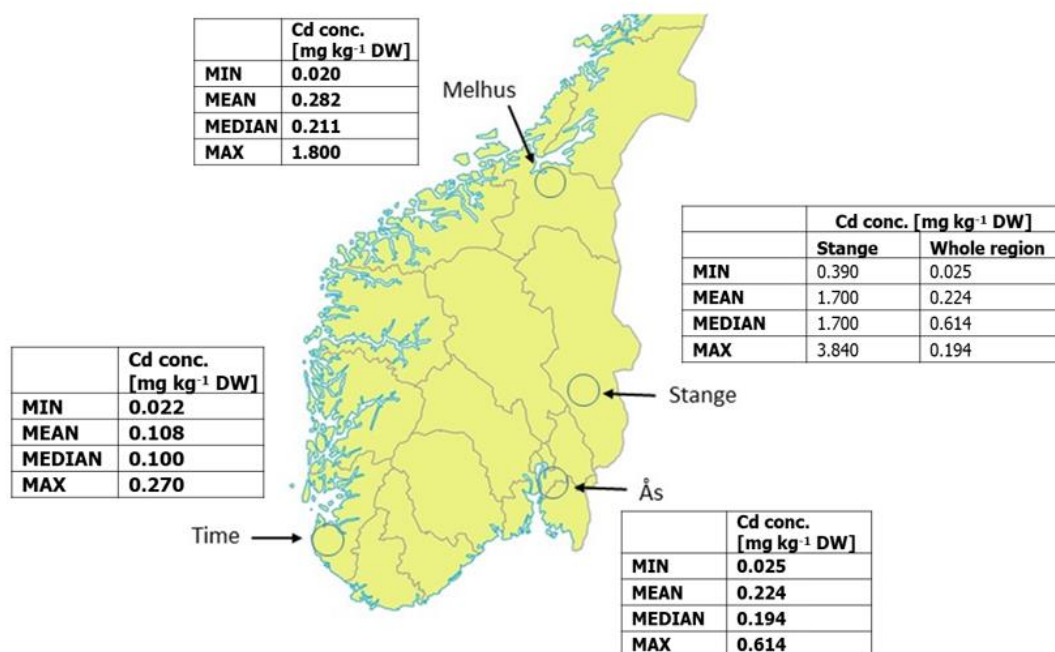 Cd conc.
[mg kg⁻¹ DW]
MIN 0.020
MEAN 0.282
MEDIAN 0.211
MAX 1.800
Melhus
Cd conc. [mg kg⁻¹ DW]
Stange Whole region
MIN 0.390 0.025
MEAN 1.700 0.224
MEDIAN 1.700 0.614
MAX 3.840 0.194
Cd conc.
[mg kg⁻¹ DW]
MIN 0.022
MEAN 0.108
MEDIAN 0.100
MAX 0.270
Stange
Ås
Time
Cd conc.
[mg kg⁻¹ DW]
MIN 0.025
MEAN 0.224
MEDIAN 0.194
MAX 0.614